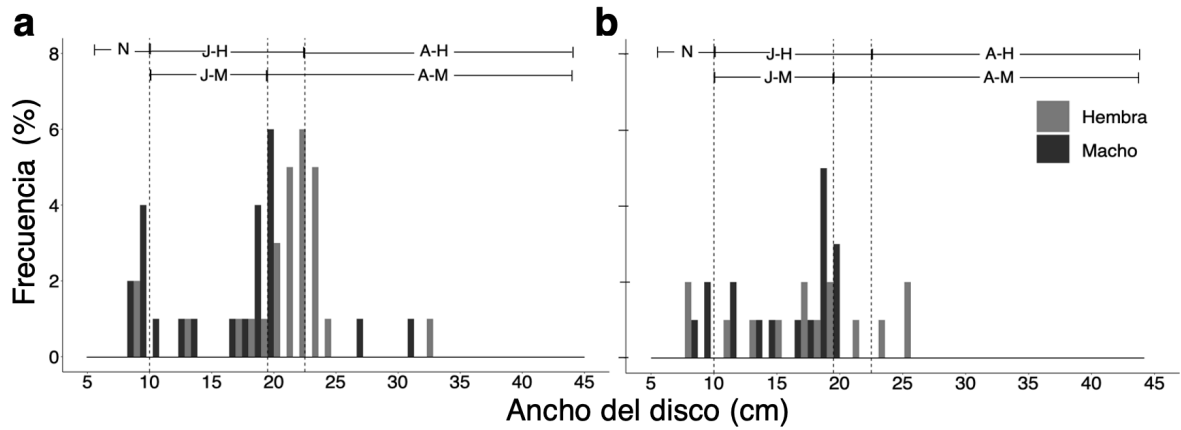 a
b
N
J-H
A-H
J-M
A-M
N
J-H
A-H
J-M
A-M
Hembra
Macho
Frecuencia (%)
8
6
4
2
0
5 10 15 20 25 30 35 40 45
5 10 15 20 25 30 35 40 45
Ancho del disco (cm)